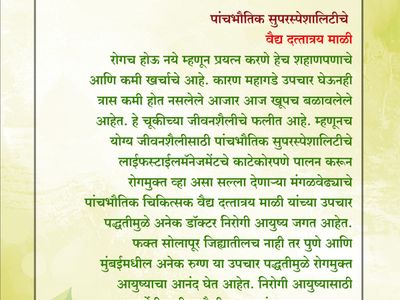 पांचभौतिक सुपरस्पेशालिटीचे
वैद्य दत्तात्रय माळी
रोगच होऊ नये म्हणून प्रयत्न करणे हेच शहाणपणाचे
आणि कमी खर्चाचे आहे. कारण महागडे उपचार घेऊनही
त्रास कमी होत नसलेले आजार आज खूपच बळावलेले
आहेत. हे चूकीच्या जीवनशैलीचे फलीत आहे. म्हणूनच
योग्य जीवनशैलीसाठी पांचभौतिक सुपरस्पेशालिटीचे
लाईफस्टाईलमॅनेजमेंटचे काटेकोरपणे पालन करून
रोगमुक्त व्हा असा सल्ला देणाऱ्या मंगळवेढ्याचे
पांचभौतिक चिकित्सक वैद्य दत्तात्रय माळी यांच्या उपचार
पद्धतीमुळे अनेक डॉक्टर निरोगी आयुष्य जगत आहेत.
फक्त सोलापूर जिह्यातीलच नाही तर पुणे आणि
मुंबईमधील अनेक रुग्ण या उपचार पद्धतीमुळे रोगमुक्त
आयुष्याचा आनंद घेत आहेत. निरोगी आयुष्यासाठी